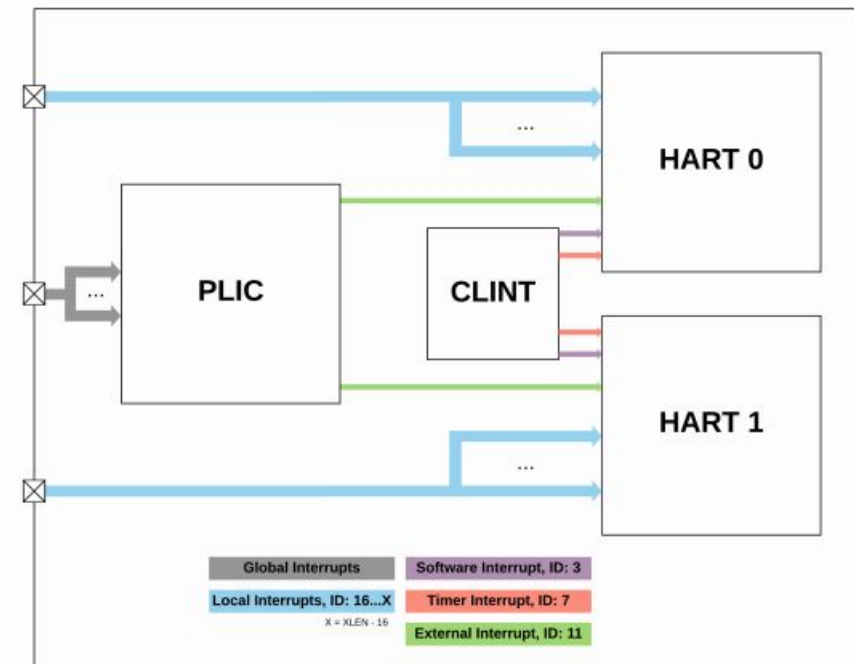 ...
HART 0
PLIC
...
CLINT
HART 1
...
Global Interrupts
Software Interrupt, ID: 3
Local Interrupts, ID: 16...X
Timer Interrupt, ID: 7
X = XLEN - 16
External Interrupt, ID: 11